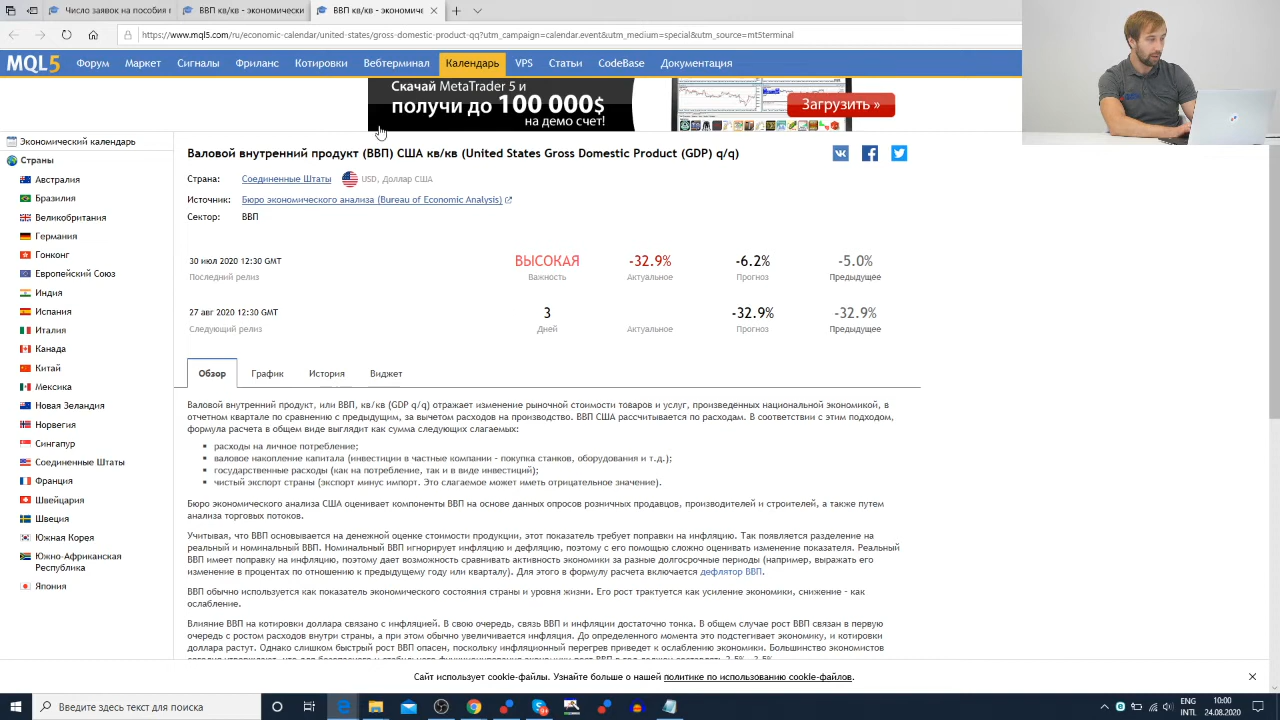 Число заявок на пособи
ВВП кв/кв - экономич
ВВП кв/кв - экономи
https://www.mql5.com/ru/economic-calendar/united-states/gross-domestic-product-qq?utm_campaign=calendar.event&utm_medium=special&utm_source=mt5terminal
MQL5 Форум Маркет Сигналы Фриланс Котировки Вебтерминал Календарь VPS Статьи CodeBase Документация
Скачай MetaTrader 5 и
получи до 100 000$
на демо счет!
Загрузить »
Экономический календарь
Страны
Австралия
Бразилия
Великобритания
Германия
Гонконг
Европейский Союз
Индия
Испания
Италия
Канада
Китай
Мексика
Новая Зеландия
Норвегия
Сингапур
Соединенные Штаты
Франция
Швейцария
Швеция
Южная Корея
Южно-Африканская
Республика
Япония
Валовой внутренний продукт (ВВП) США кв/кв (United States Gross Domestic Product (GDP) q/q)
Страна: Соединенные Штаты USD, Доллар США
Источник: Бюро экономического анализа (Bureau of Economic Analysis)
Сектор: ВВП
30 июл 2020 12:30 GMT ВЫСОКАЯ -32.9% -6.2% -5.0%
Последний релиз Важность Актуальное Прогноз Предыдущее
27 авг 2020 12:30 GMT 3 -32.9% -32.9%
Следующий релиз Дней Актуальное Прогноз Предыдущее
Обзор График История Виджет
Валовой внутренний продукт, или ВВП, кв/кв (GDP q/q) отражает изменение рыночной стоимости товаров и услуг, произведенных национальной экономикой, в
отчетном квартале по сравнению с предыдущим, за вычетом расходов на производство. ВВП США рассчитывается по расходам. В соответствии с этим подходом,
формула расчета в общем виде выглядит как сумма следующих слагаемых:
расходы на личное потребление;
валовое накопление капитала (инвестиции в частные компании - покупка станков, оборудования и т.д.);
государственные расходы (как на потребление, так и в виде инвестиций);
чистый экспорт страны (экспорт минус импорт. Это слагаемое может иметь отрицательное значение).
Бюро экономического анализа США оценивает компоненты ВВП на основе данных опросов розничных продавцов, производителей и строителей, а также путем
анализа торговых потоков.
Учитывая, что ВВП основывается на денежной оценке стоимости продукции, этот показатель требует поправки на инфляцию. Так появляется разделение на
реальный и номинальный ВВП. Номинальный ВВП игнорирует инфляцию и дефляцию, поэтому с его помощью сложно оценивать изменение показателя. Реальный
ВВП имеет поправку на инфляцию, поэтому дает возможность сравнивать активность экономики за разные долгосрочные периоды (например, выражать его
изменение в процентах по отношению к предыдущему году или кварталу). Для этого в формулу расчета включается дефлятор ВВП.
ВВП обычно используется как показатель экономического состояния страны и уровня жизни. Его рост трактуется как усиление экономики, снижение - как
ослабление.
Влияние ВВП на котировки доллара связано с инфляцией. В свою очередь, связь ВВП и инфляции достаточно тонка. В общем случае рост ВВП связан в первую
очередь с ростом расходов внутри страны, а при этом обычно увеличивается инфляция. До определенного момента это подстегивает экономику, и котировки
доллара растут. Однако слишком быстрый рост ВВП опасен, поскольку инфляционный перегрев приведет к ослаблению экономики. Большинство экономистов
Сайт использует cookie-файлы. Узнайте больше о нашей политике по использованию cookie-файлов.
Введите здесь текст для поиска
ENG 10:00
INTL 24.08.2020